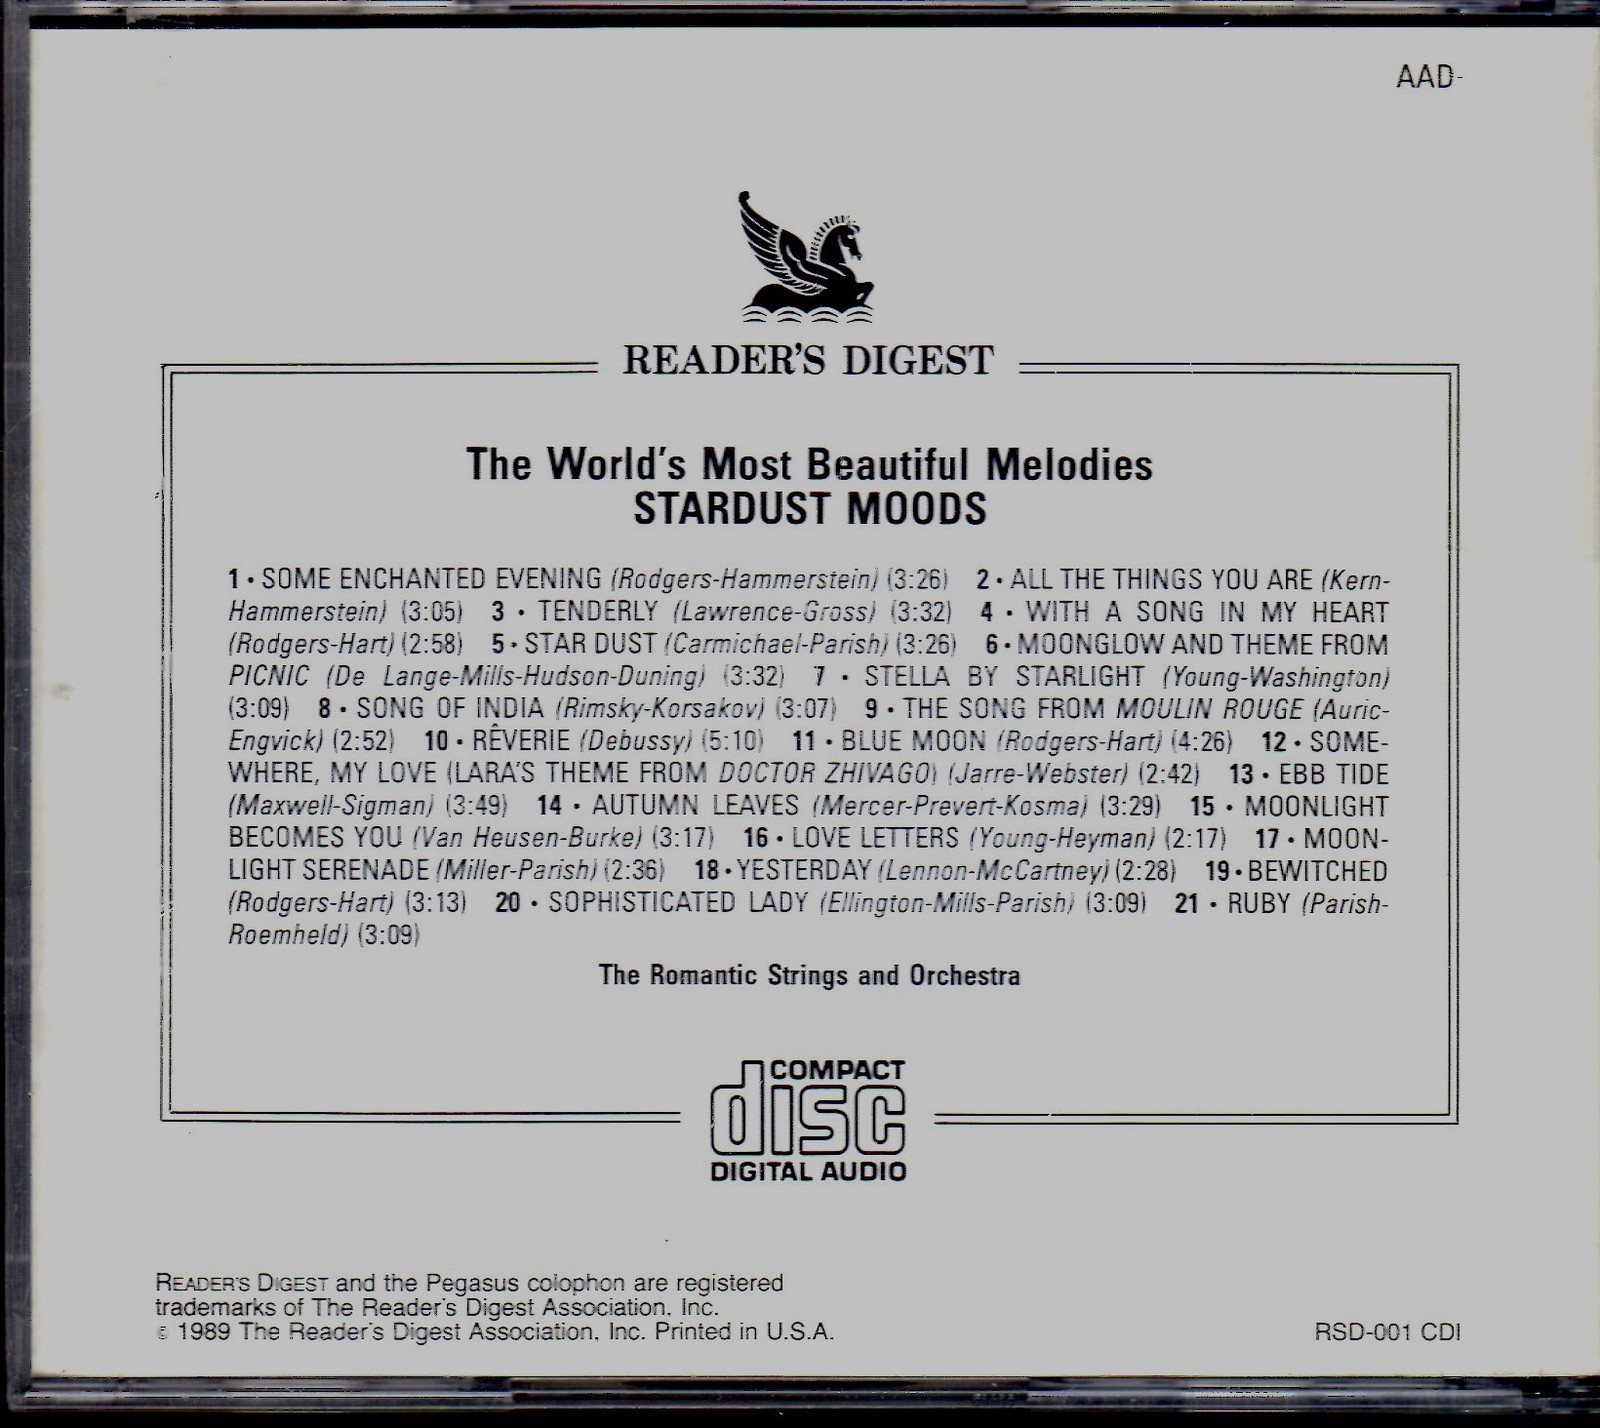 AAD-
READER'S DIGEST
The World's Most Beautiful Melodies
STARDUST MOODS
1 • SOME ENCHANTED EVENING (Rodgers-Hammerstein) (3:26) 2 • ALL THE THINGS YOU ARE (Kern-
Hammerstein) (3:05) 3 • TENDERLY (Lawrence-Gross) (3:32) 4 • WITH A SONG IN MY HEART
(Rodgers-Hart) (2:58) 5 • STAR DUST (Carmichael-Parish) (3:26) 6 • MOONGLOW AND THEME FROM
PICNIC (De Lange-Mills-Hudson-Duning) (3:32) 7 • STELLA BY STARLIGHT (Young-Washington)
(3:09) 8 • SONG OF INDIA (Rimsky-Korsakov) (3:07) 9 • THE SONG FROM MOULIN ROUGE (Auric-
Engvick) (2:52) 10 • RÊVERIE (Debussy) (5:10) 11 • BLUE MOON (Rodgers-Hart) (4:26) 12 • SOME-
WHERE, MY LOVE (LARA'S THEME FROM DOCTOR ZHIVAGO) (Jarre-Webster) (2:42) 13 • EBB TIDE
(Maxwell-Sigman) (3:49) 14 • AUTUMN LEAVES (Mercer-Prevert-Kosma) (3:29) 15 • MOONLIGHT
BECOMES YOU (Van Heusen-Burke) (3:17) 16 • LOVE LETTERS (Young-Heyman) (2:17) 17 • MOON-
LIGHT SERENADE (Miller-Parish) (2:36) 18 • YESTERDAY (Lennon-McCartney) (2:28) 19 • BEWITCHED
(Rodgers-Hart) (3:13) 20 • SOPHISTICATED LADY (Ellington-Mills-Parish) (3:09) 21 • RUBY (Parish-
Roemheld) (3:09)
The Romantic Strings and Orchestra
COMPACT
disc
DIGITAL AUDIO
READER'S DIGEST and the Pegasus colophon are registered
trademarks of The Reader's Digest Association, Inc.
© 1989 The Reader's Digest Association, Inc. Printed in U.S.A.
RSD-001 CDI